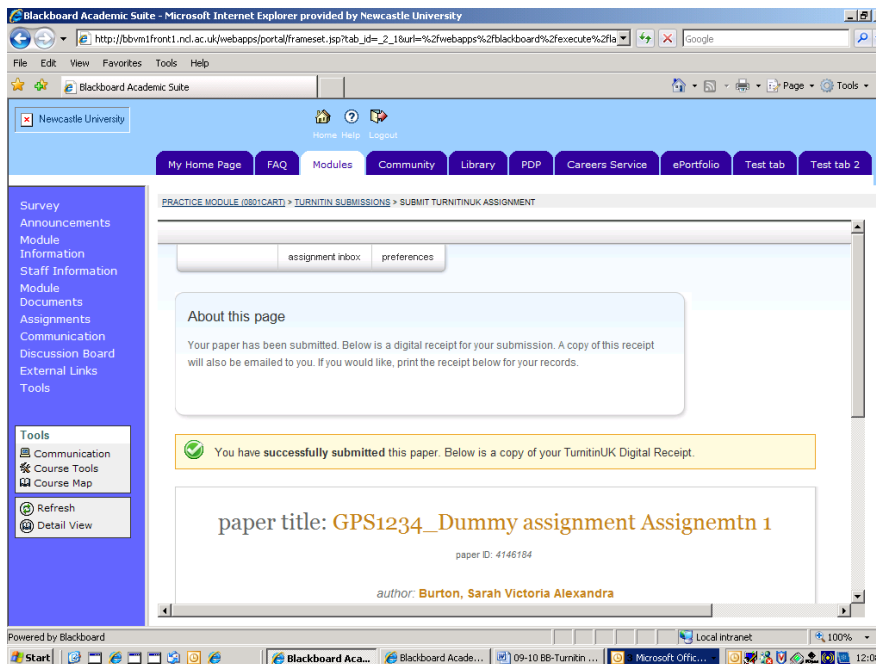 Blackboard Academic Suite - Microsoft Internet Explorer provided by Newcastle University
http://bbvm1front1.ncl.ac.uk/webapps/portal/frameset.jsp?tab_id=_2_1&url=%2fwebapps%2fblackboard%2fexecute%2fla
Google
File Edit View Favorites Tools Help
Blackboard Academic Suite
Page Tools
Newcastle University
Home Help Logout
My Home Page FAQ Modules Community Library PDP Careers Service ePortfolio Test tab Test tab 2
PRACTICE MODULE (0801CART) > TURNITIN SUBMISSIONS > SUBMIT TURNITINUK ASSIGNMENT
Survey
Announcements
Module
Information
Staff Information
Module
Documents
Assignments
Communication
Discussion Board
External Links
Tools
Tools
Communication
Course Tools
Course Map
Refresh
Detail View
assignment inbox preferences
About this page
Your paper has been submitted. Below is a digital receipt for your submission. A copy of this receipt
will also be emailed to you. If you would like, print the receipt below for your records.
You have successfully submitted this paper. Below is a copy of your TurnitinUK Digital Receipt.
paper title: GPS1234_Dummy assignment Assignemtn 1
paper ID: 4146184
author: Burton, Sarah Victoria Alexandra
Powered by Blackboard
Local intranet
100%
Start
Blackboard Aca...
Blackboard Acade...
09-10 BB-Turnitin ...
Microsoft Offic...